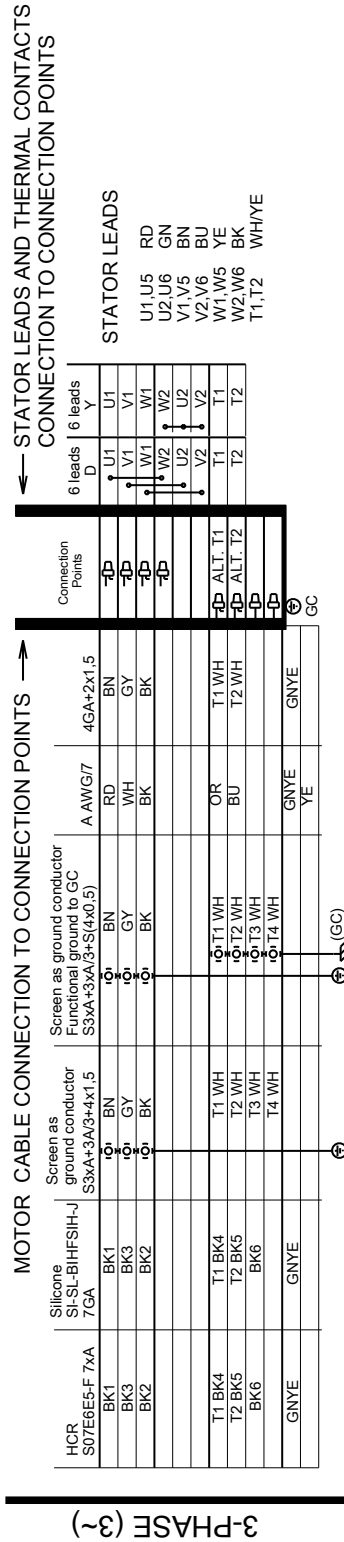 MOTOR CABLE CONNECTION TO CONNECTION POINTS → ← STATOR LEADS AND THERMAL CONTACTS
CONNECTION TO CONNECTION POINTS
3-PHASE (3~)
HCR
S07E6E5-F 7xA
BK1
BK3
BK2
T1 BK4
T2 BK5
BK6
GNYE
Silicone
SI-SL-BIHFSIH-J
7GA
BK1
BK3
BK2
T1 BK4
T2 BK5
BK6
GNYE
Screen as
ground conductor
S3xA+3A/3+4x1,5
BN
GY
BK
T1 WH
T2 WH
T3 WH
T4 WH
Screen as ground conductor
Functional ground to GC
S3xA+3xA/3+S(4x0,5)
BN
GY
BK
T1 WH
T2 WH
T3 WH
T4 WH
(GC)
A AWG/7
RD
WH
BK
OR
BU
GNYE
YE
4GA+2x1,5
BN
GY
BK
T1 WH
T2 WH
GNYE
Connection
Points
ALT. T1
ALT. T2
GC
6 leads
D
U1
V1
W1
W2
U2
V2
T1
T2
6 leads
Y
U1
V1
W1
W2
U2
V2
T1
T2
STATOR LEADS
U1,U5 RD
U2,U6 GN
V1,V5 BN
V2,V6 BU
W1,W5 YE
W2,W6 BK
T1,T2 WH/YE